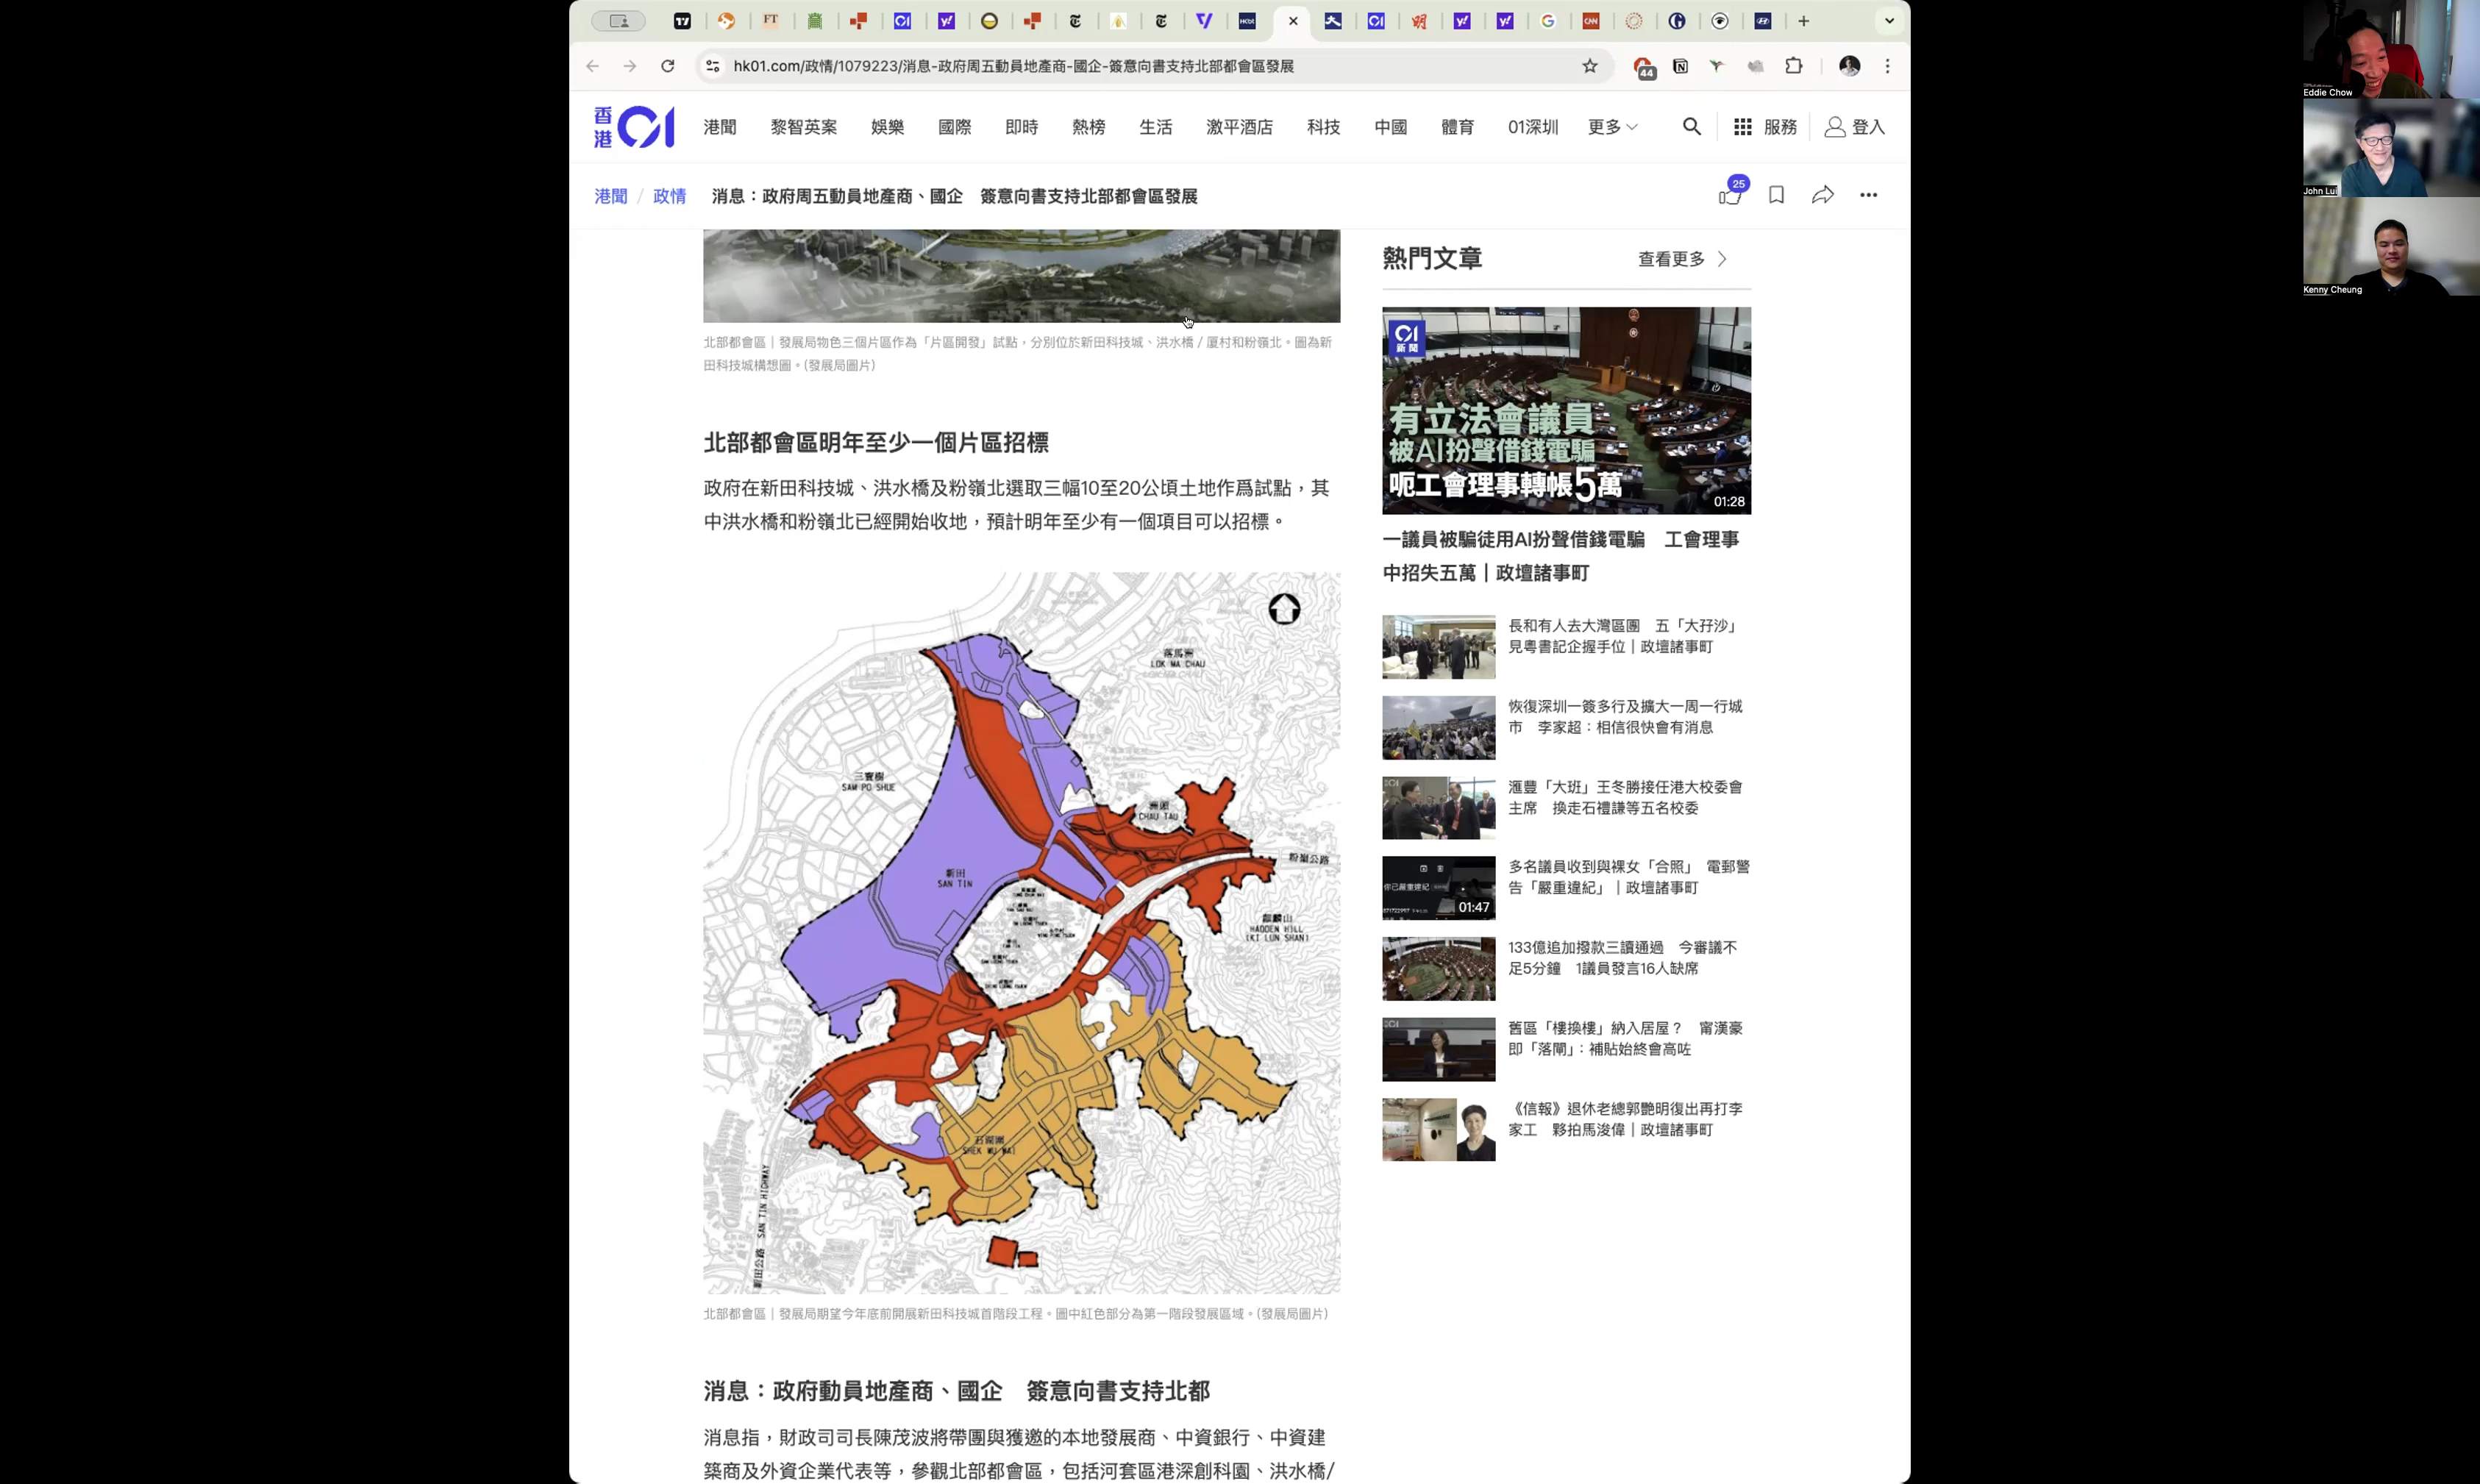 hk01.com/政情/1079223/消息-政府周五動員地產商-國企-簽意向書支持北部都會區發展
44
香港01
港聞 黎智英案 娛樂 國際 即時 熱榜 生活 激平酒店 科技 中國 體育 01深圳 更多 服務 登入
港聞 / 政情 消息：政府周五動員地產商、國企 簽意向書支持北部都會區發展
25
北部都會區｜發展局物色三個片區作為「片區開發」試點，分別位於新田科技城、洪水橋 / 厦村和粉嶺北。圖為新
田科技城構想圖。(發展局圖片)
北部都會區明年至少一個片區招標
政府在新田科技城、洪水橋及粉嶺北選取三幅10至20公頃土地作爲試點，其
中洪水橋和粉嶺北已經開始收地，預計明年至少有一個項目可以招標。
落馬洲
LOK MA CHAU
三寶樹
SAM PO SHUE
洲頭
CHAU TAU
粉嶺公路
新田
SAN TIN
麒麟山
HADDEN HILL
(KI LUN SHAN)
石湖圍
SHEK WU WAI
新田公路 SAN TIN HIGHWAY
北部都會區｜發展局期望今年底前開展新田科技城首階段工程。圖中紅色部分為第一階段發展區域。(發展局圖片)
消息：政府動員地產商、國企 簽意向書支持北都
消息指，財政司司長陳茂波將帶團與獲邀的本地發展商、中資銀行、中資建
築商及外資企業代表等，參觀北部都會區，包括河套區港深創科園、洪水橋/
熱門文章 查看更多
01 新聞
有立法會議員
被AI扮聲借錢電騙
呃工會理事轉帳5萬
01:28
一議員被騙徒用AI扮聲借錢電騙 工會理事
中招失五萬｜政壇諸事町
長和有人去大灣區團 五「大孖沙」
見粵書記企握手位｜政壇諸事町
恢復深圳一簽多行及擴大一周一行城
市 李家超：相信很快會有消息
滙豐「大班」王冬勝接任港大校委會
主席 換走石禮謙等五名校委
01:47
多名議員收到與裸女「合照」 電郵警
告「嚴重違紀」｜政壇諸事町
133億追加撥款三讀通過 今審議不
足5分鐘 1議員發言16人缺席
舊區「樓換樓」納入居屋？ 甯漢豪
即「落閘」：補貼始終會高咗
《信報》退休老總郭艷明復出再打李
家工 夥拍馬浚偉｜政壇諸事町
Eddie Chow
John Lui
Kenny Cheung